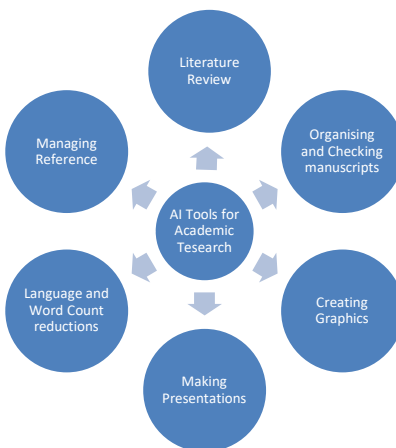 Literature
Review
Organising
and Checking
manuscripts
Creating
Graphics
Making
Presentations
Language and
Word Count
reductions
Managing
Reference
AI Tools for
Academic
Tesearch